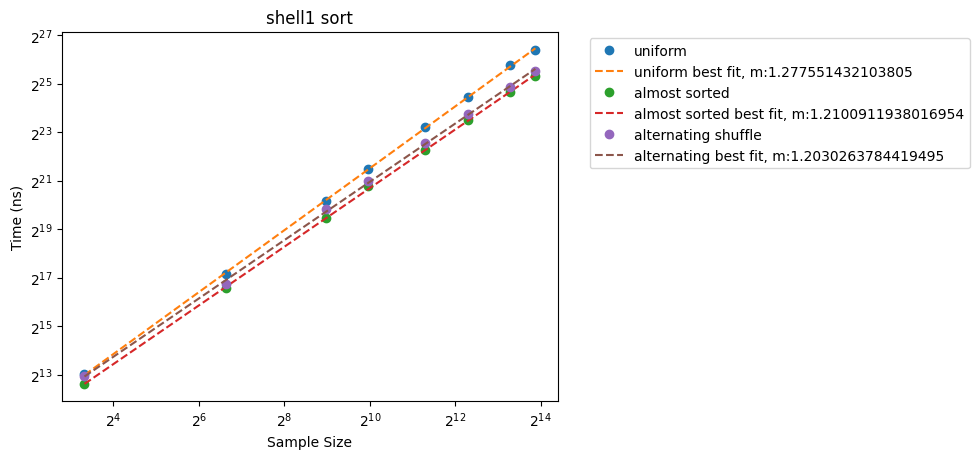 shell1 sort
2^27
2^25
2^23
2^21
2^19
2^17
2^15
2^13
Time (ns)
2^4
2^6
2^8
2^10
2^12
2^14
Sample Size
uniform
uniform best fit, m:1.277551432103805
almost sorted
almost sorted best fit, m:1.2100911938016954
alternating shuffle
alternating best fit, m:1.2030263784419495